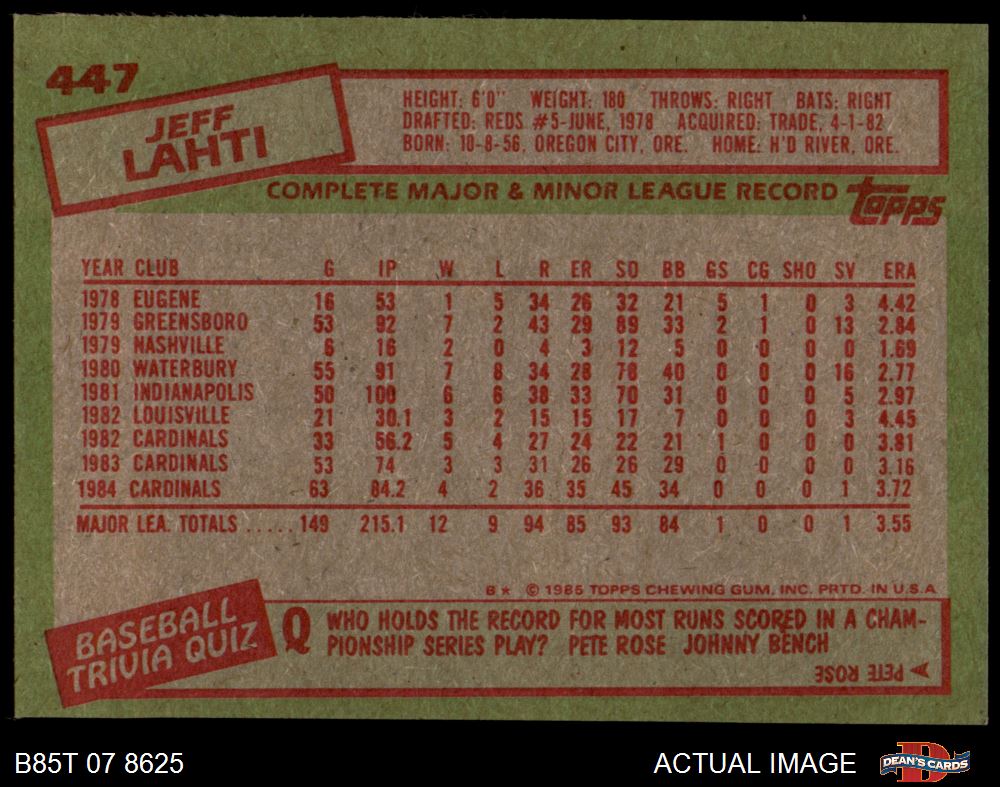 447
JEFF
LAHTI
HEIGHT: 6'0" WEIGHT: 180 THROWS: RIGHT BATS: RIGHT
DRAFTED: REDS #5-JUNE, 1978 ACQUIRED: TRADE, 4-1-82
BORN: 10-8-56, OREGON CITY, ORE. HOME: H'D RIVER, ORE.
COMPLETE MAJOR & MINOR LEAGUE RECORD topps
YEAR CLUB G IP W L R ER SO BB GS CG SHO SV ERA
1978 EUGENE 16 53 1 5 34 26 32 21 5 1 0 3 4.42
1979 GREENSBORO 53 92 7 2 43 29 89 33 2 1 0 13 2.84
1979 NASHVILLE 6 16 2 0 4 3 12 5 0 0 0 0 1.69
1980 WATERBURY 55 91 7 8 34 28 78 40 0 0 0 16 2.77
1981 INDIANAPOLIS 50 100 6 6 38 33 70 31 0 0 0 5 2.97
1982 LOUISVILLE 21 30.1 3 2 15 15 17 7 0 0 0 3 4.45
1982 CARDINALS 33 56.2 5 4 27 24 22 21 1 0 0 0 3.81
1983 CARDINALS 53 74 3 3 31 26 26 29 0 0 0 0 3.16
1984 CARDINALS 63 84.2 4 2 36 35 45 34 0 0 0 1 3.72
MAJOR LEA. TOTALS ..... 149 215.1 12 9 94 85 93 84 1 0 0 1 3.55
B* © 1985 TOPPS CHEWING GUM, INC. PRTD. IN U.S.A.
BASEBALL
TRIVIA QUIZ
Q WHO HOLDS THE RECORD FOR MOST RUNS SCORED IN A CHAM-
PIONSHIP SERIES PLAY? PETE ROSE JOHNNY BENCH
PETE ROSE
B85T 07 8625 ACTUAL IMAGE DEAN'S CARDS